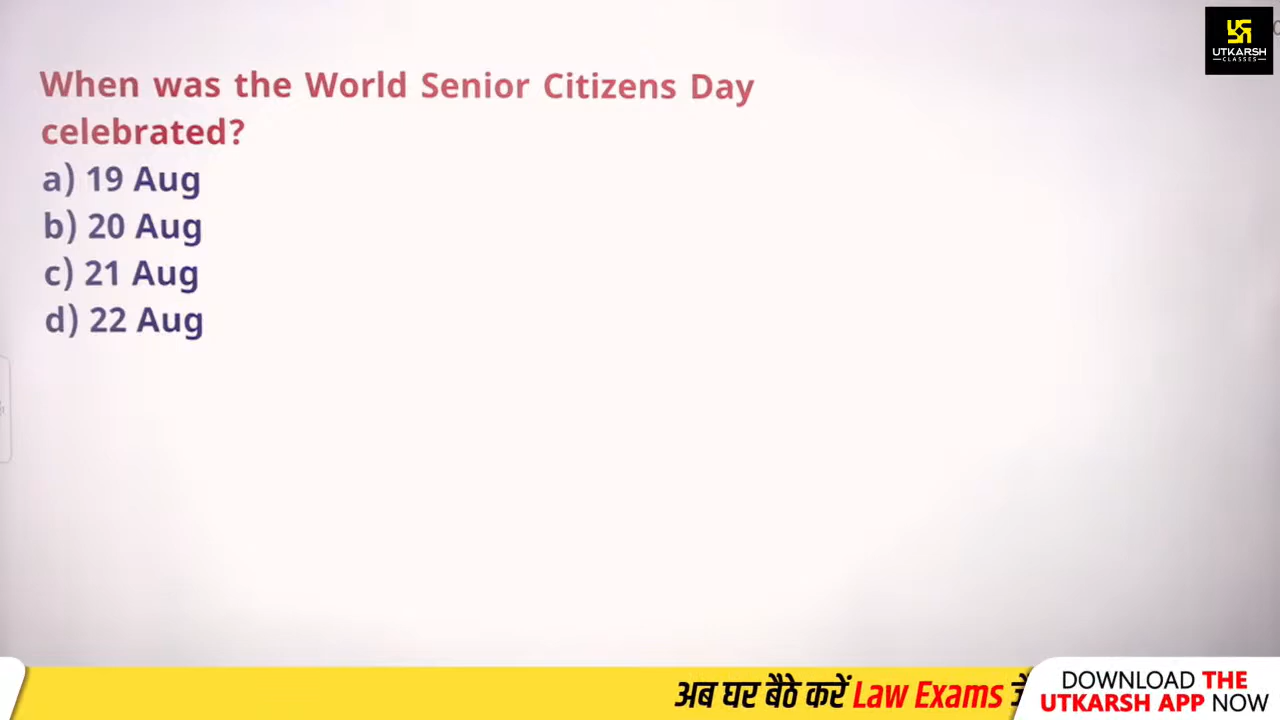 UTKARSH
CLASSES
When was the World Senior Citizens Day
celebrated?
a) 19 Aug
b) 20 Aug
c) 21 Aug
d) 22 Aug
अब घर बैठे करें Law Exams
DOWNLOAD THE
UTKARSH APP NOW